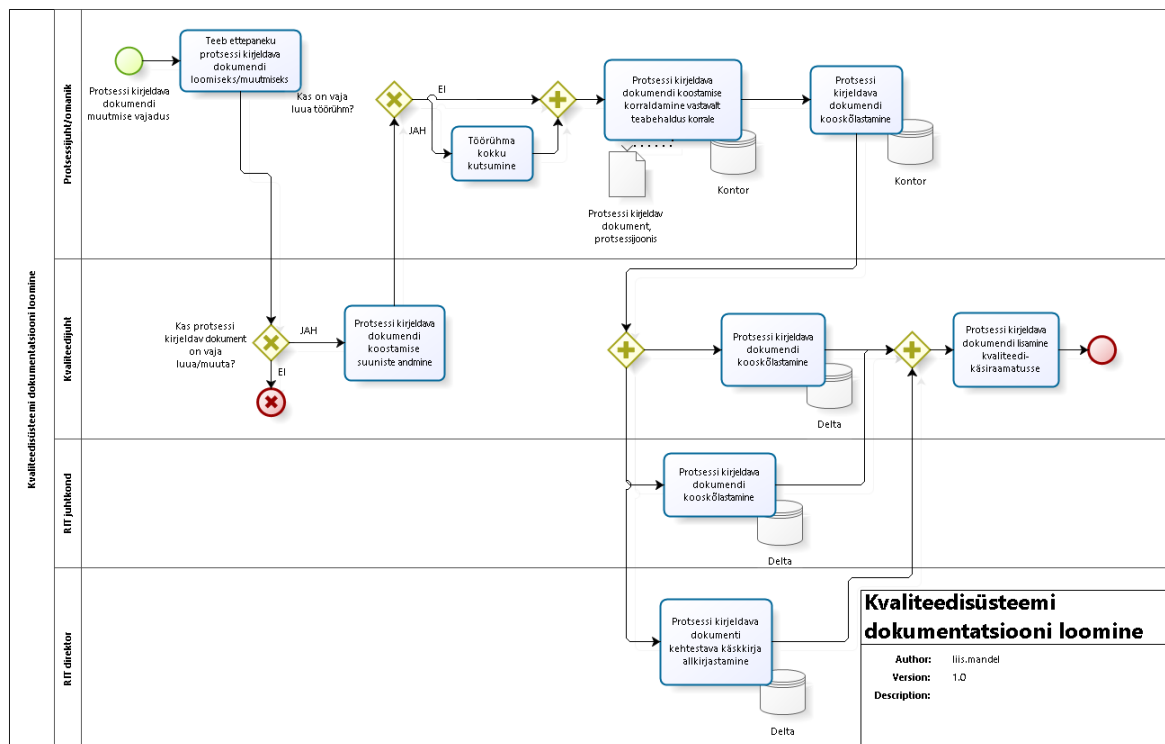 Kvaliteedisüsteemi dokumentatsiooni loomine
Protsessijuht/omanik
Protsessi kirjeldava
dokumendi
muutmise vajadus
Teeb ettepaneku
protsessi kirjeldava
dokumendi
loomiseks/muutmiseks
Kas on vaja
luua töörühm?
EI
JAH
Töörühma
kokku
kutsumine
Protsessi kirjeldava
dokumendi koostamise
korraldamine vastavalt
teabehaldus korrale
Protsessi kirjeldav
dokument,
protsessijoonis
Kontor
Protsessi
kirjeldava
dokumendi
kooskõlastamine
Kontor
Kvaliteedijuht
Kas protsessi
kirjeldav dokument
on vaja
luua/muuta?
JAH
EI
Protsessi kirjeldava
dokumendi
koostamise
suuniste andmine
Protsessi kirjeldava
dokumendi
kooskõlastamine
Delta
Protsessi kirjeldava
dokumendi lisamine
kvaliteedi-
käsiraamatusse
RIT juhtkond
Protsessi kirjeldava
dokumendi
kooskõlastamine
Delta
RIT direktor
Protsessi kirjeldava
dokumenti
kehtestava käskkirja
allkirjastamine
Delta
Kvaliteedisüsteemi
dokumentatsiooni loomine
Author: liis.mandel
Version: 1.0
Description: